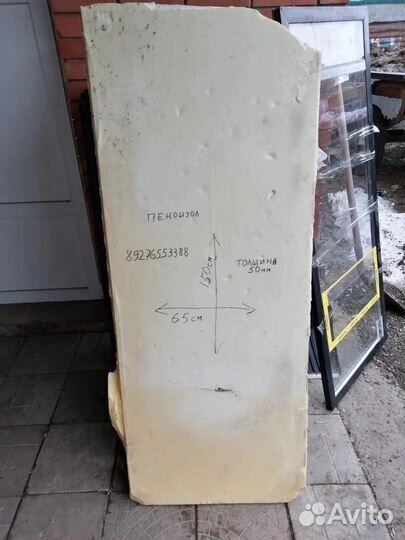 ПЕНОИЗОЛ
89276553388
150см
ТОЛЩИНА
50мм
65см
Avito